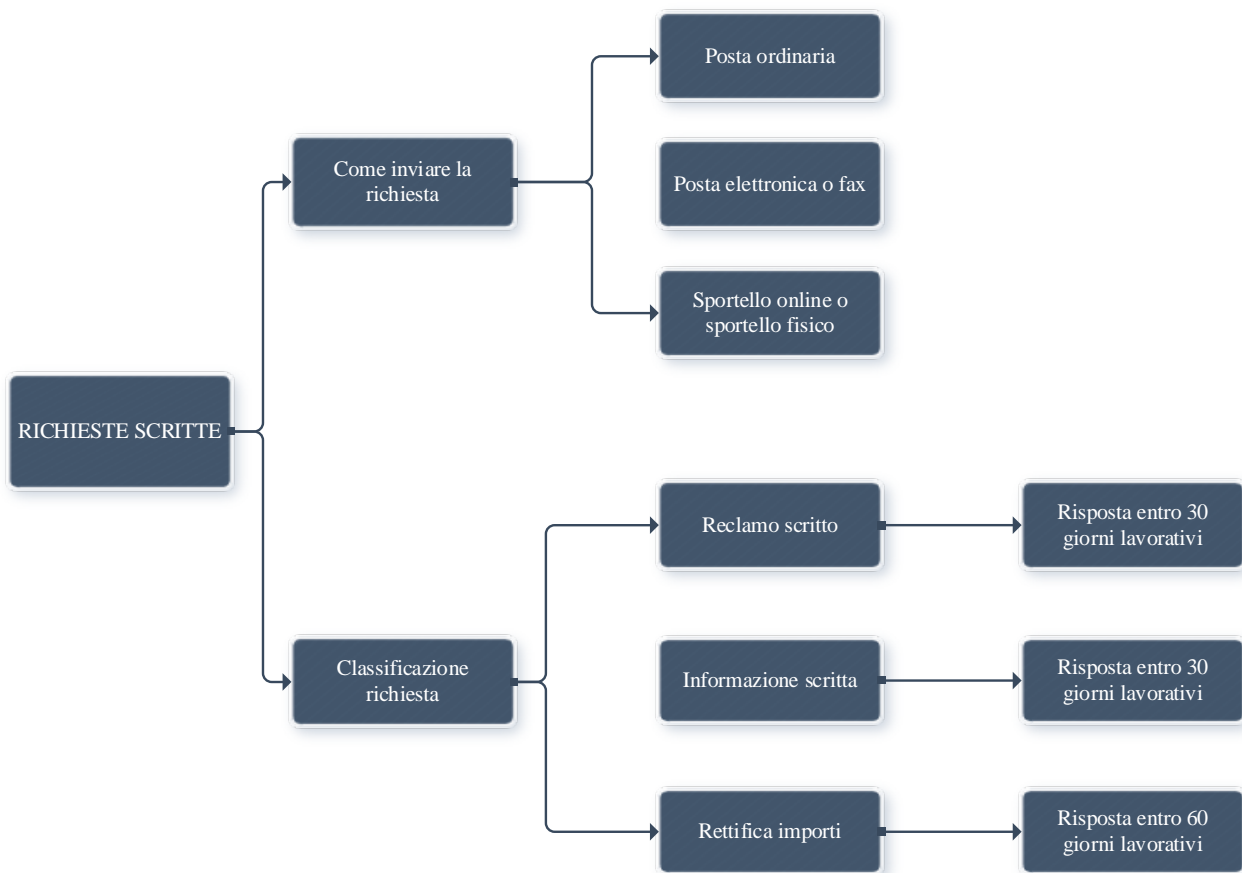 Posta ordinaria
Come inviare la
richiesta
Posta elettronica o fax
Sportello online o
sportello fisico
RICHIESTE SCRITTE
Reclamo scritto
Risposta entro 30
giorni lavorativi
Classificazione
richiesta
Informazione scritta
Risposta entro 30
giorni lavorativi
Rettifica importi
Risposta entro 60
giorni lavorativi